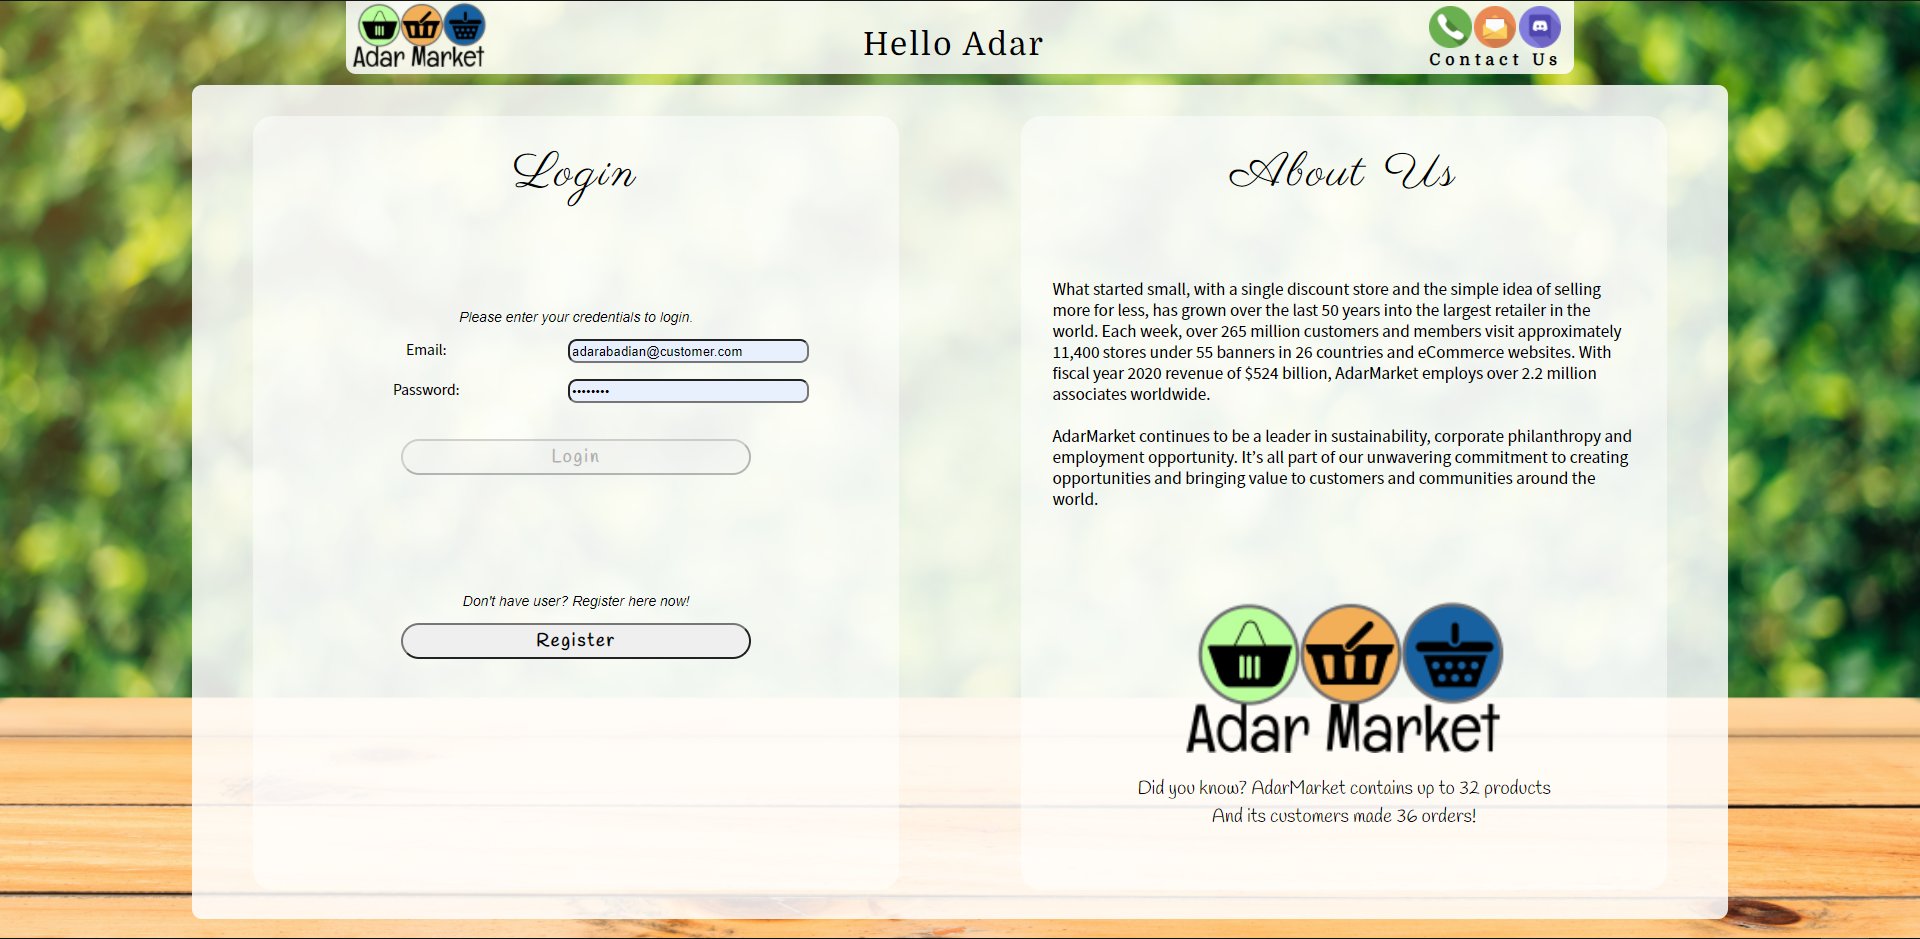 Adar Market
Hello Adar
Contact Us
Login
Please enter your credentials to login.
Email:
adarabadian@customer.com
Password:
••••••••
Login
Don't have user? Register here now!
Register
About Us
What started small, with a single discount store and the simple idea of selling
more for less, has grown over the last 50 years into the largest retailer in the
world. Each week, over 265 million customers and members visit approximately
11,400 stores under 55 banners in 26 countries and eCommerce websites. With
fiscal year 2020 revenue of $524 billion, AdarMarket employs over 2.2 million
associates worldwide.
AdarMarket continues to be a leader in sustainability, corporate philanthropy and
employment opportunity. It’s all part of our unwavering commitment to creating
opportunities and bringing value to customers and communities around the
world.
Adar Market
Did you know? AdarMarket contains up to 32 products
And its customers made 36 orders!